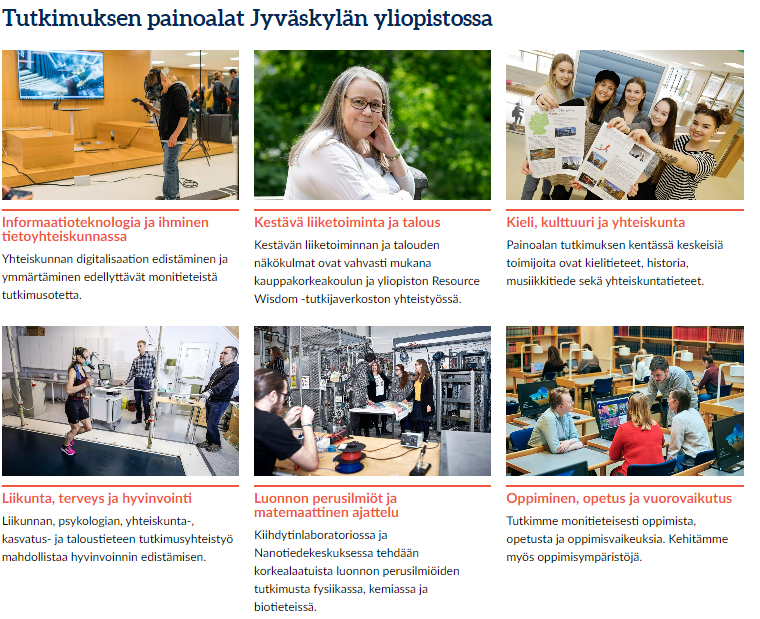 Tutkimuksen painoalat Jyväskylän yliopistossa
Informaatioteknologia ja ihminen
tietoyhteiskunnassa
Yhteiskunnan digitalisaation edistäminen ja
ymmärtäminen edellyttävät monitieteistä
tutkimusotetta.
Kestävä liiketoiminta ja talous
Kestävän liiketoiminnan ja talouden
näkökulmat ovat vahvasti mukana
kauppakorkeakoulun ja yliopiston Resource
Wisdom -tutkijaverkoston yhteistyössä.
Kieli, kulttuuri ja yhteiskunta
Painoalan tutkimuksen kentässä keskeisiä
toimijoita ovat kielitieteet, historia,
musiikkitiede sekä yhteiskuntatieteet.
Liikunta, terveys ja hyvinvointi
Liikunnan, psykologian, yhteiskunta-,
kasvatus- ja taloustieteen tutkimusyhteistyö
mahdollistaa hyvinvoinnin edistämisen.
Luonnon perusilmiöt ja
matemaattinen ajattelu
Kiihdytinlaboratoriossa ja
Nanotiedekeskuksessa tehdään
korkealaatuista luonnon perusilmiöiden
tutkimusta fysiikassa, kemiassa ja
biotieteissä.
Oppiminen, opetus ja vuorovaikutus
Tutkimme monitieteisesti oppimista,
opetusta ja oppimisvaikeuksia. Kehitämme
myös oppimisympäristöjä.